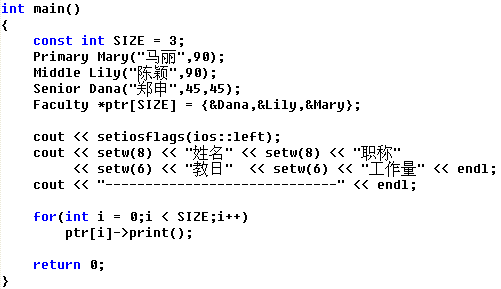 int main()
{
    const int SIZE = 3;
    Primary Mary("马丽",90);
    Middle Lily("陈颖",90);
    Senior Dana("郑申",45,45);
    Faculty *ptr[SIZE] = {&Dana,&Lily,&Mary};
    cout << setiosflags(ios::left);
    cout << setw(8) << "姓名" << setw(8) << "职称"
         << setw(6) << "教日"  << setw(6) << "工作量" << endl;
    cout << "-----------------------------" << endl;
    for(int i = 0;i < SIZE;i++)
        ptr[i]->print();
    return 0;
}